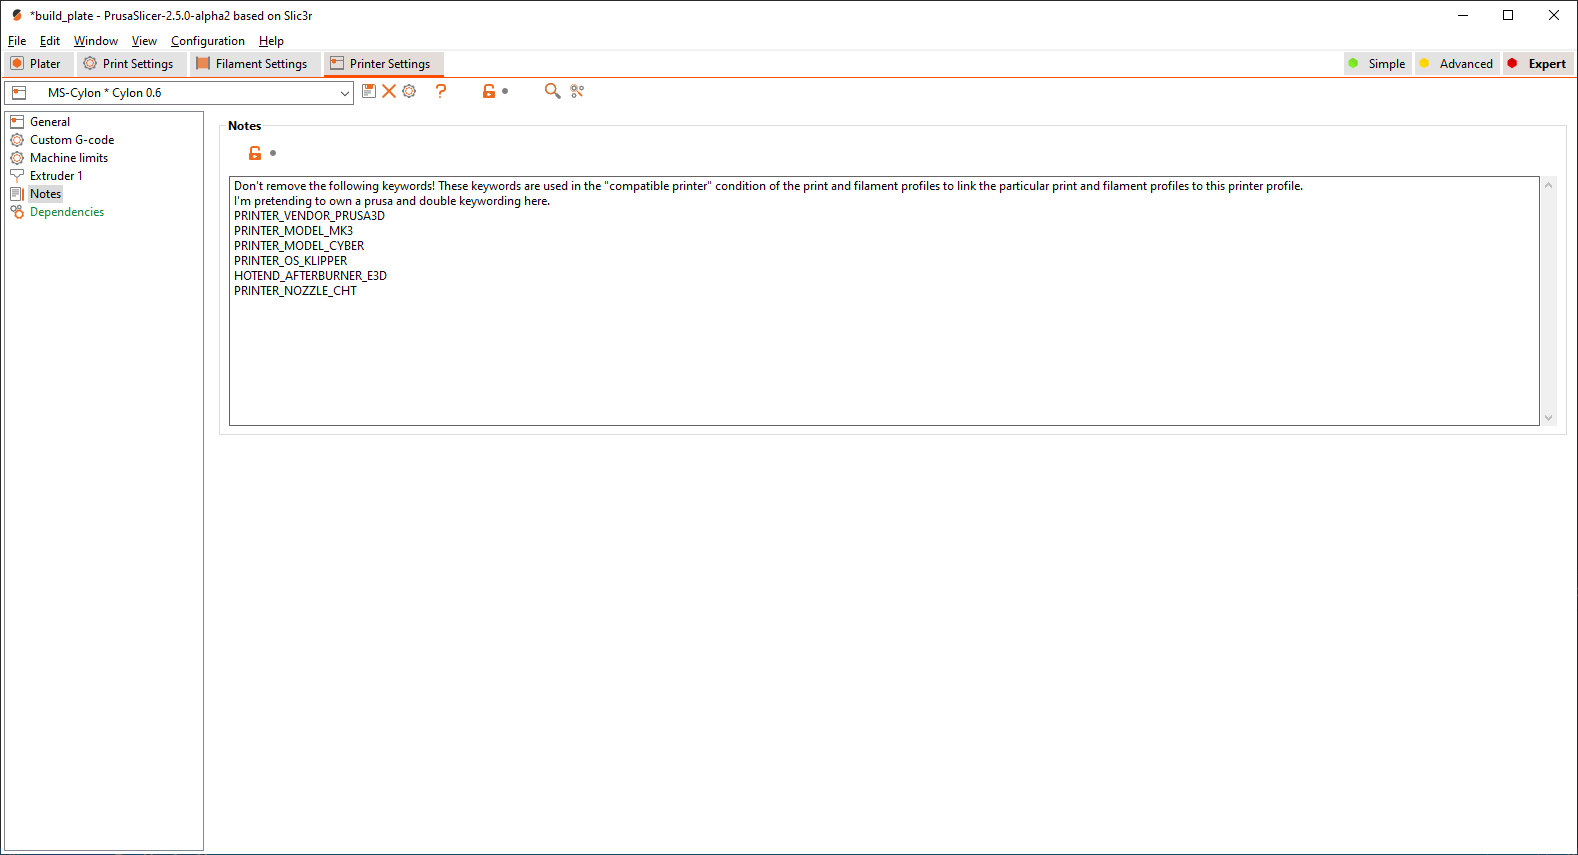 *build_plate - PrusaSlicer-2.5.0-alpha2 based on Slic3r
File Edit Window View Configuration Help
Plater Print Settings Filament Settings Printer Settings Simple Advanced Expert
MS-Cylon * Cylon 0.6
General
Custom G-code
Machine limits
Extruder 1
Notes
Dependencies
Notes
Don't remove the following keywords! These keywords are used in the "compatible printer" condition of the print and filament profiles to link the particular print and filament profiles to this printer profile.
I'm pretending to own a prusa and double keywording here.
PRINTER_VENDOR_PRUSA3D
PRINTER_MODEL_MK3
PRINTER_MODEL_CYBER
PRINTER_OS_KLIPPER
HOTEND_AFTERBURNER_E3D
PRINTER_NOZZLE_CHT